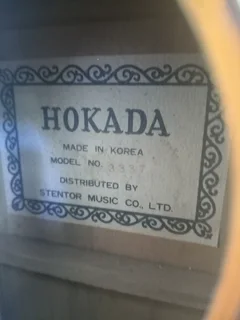 HOKADA
MADE IN KOREA
MODEL NO.
DISTRIBUTED BY
STENTOR MUSIC CO., LTD.